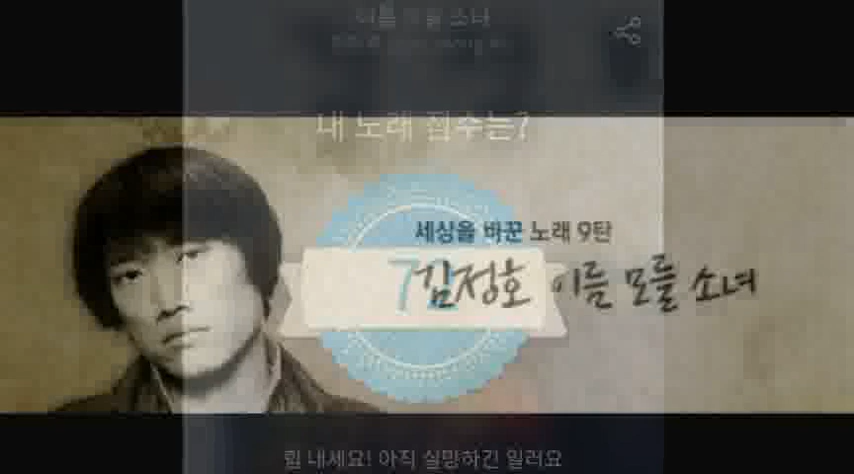 이름 모를 소녀
내 노래 점수는?
세상을 바꾼 노래 9탄
김정호 이름 모를 소녀
힘 내세요! 아직 실망하긴 일러요